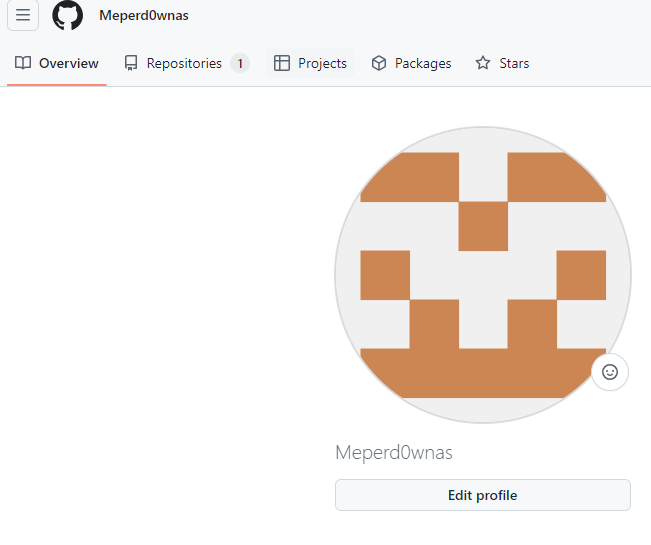 Meperd0wnas
Overview Repositories 1 Projects Packages Stars
Meperd0wnas
Edit profile